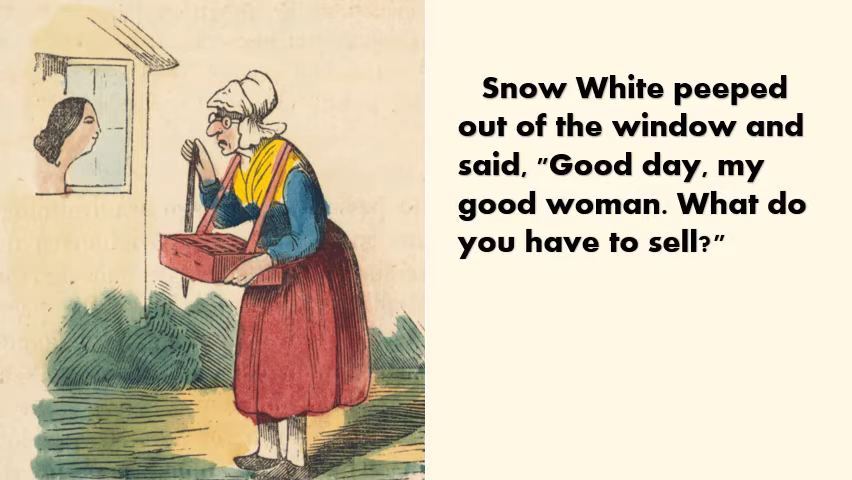 Snow White peeped
out of the window and
said, "Good day, my
good woman. What do
you have to sell?"